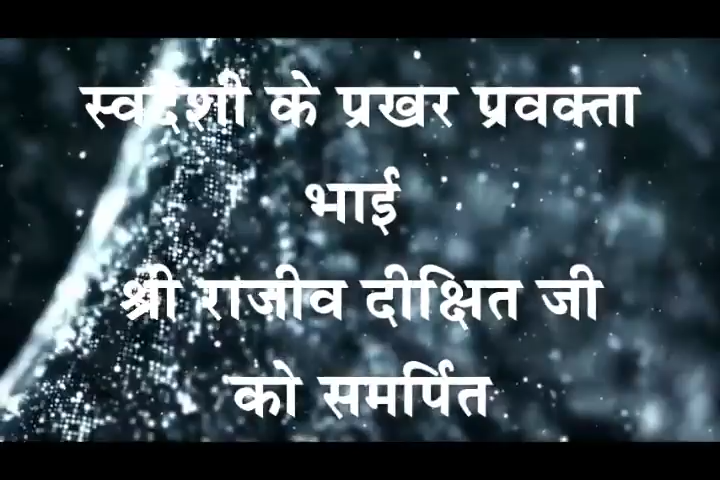 स्वदेशी के प्रखर प्रवक्ता
भाई
श्री राजीव दीक्षित जी
को समर्पित